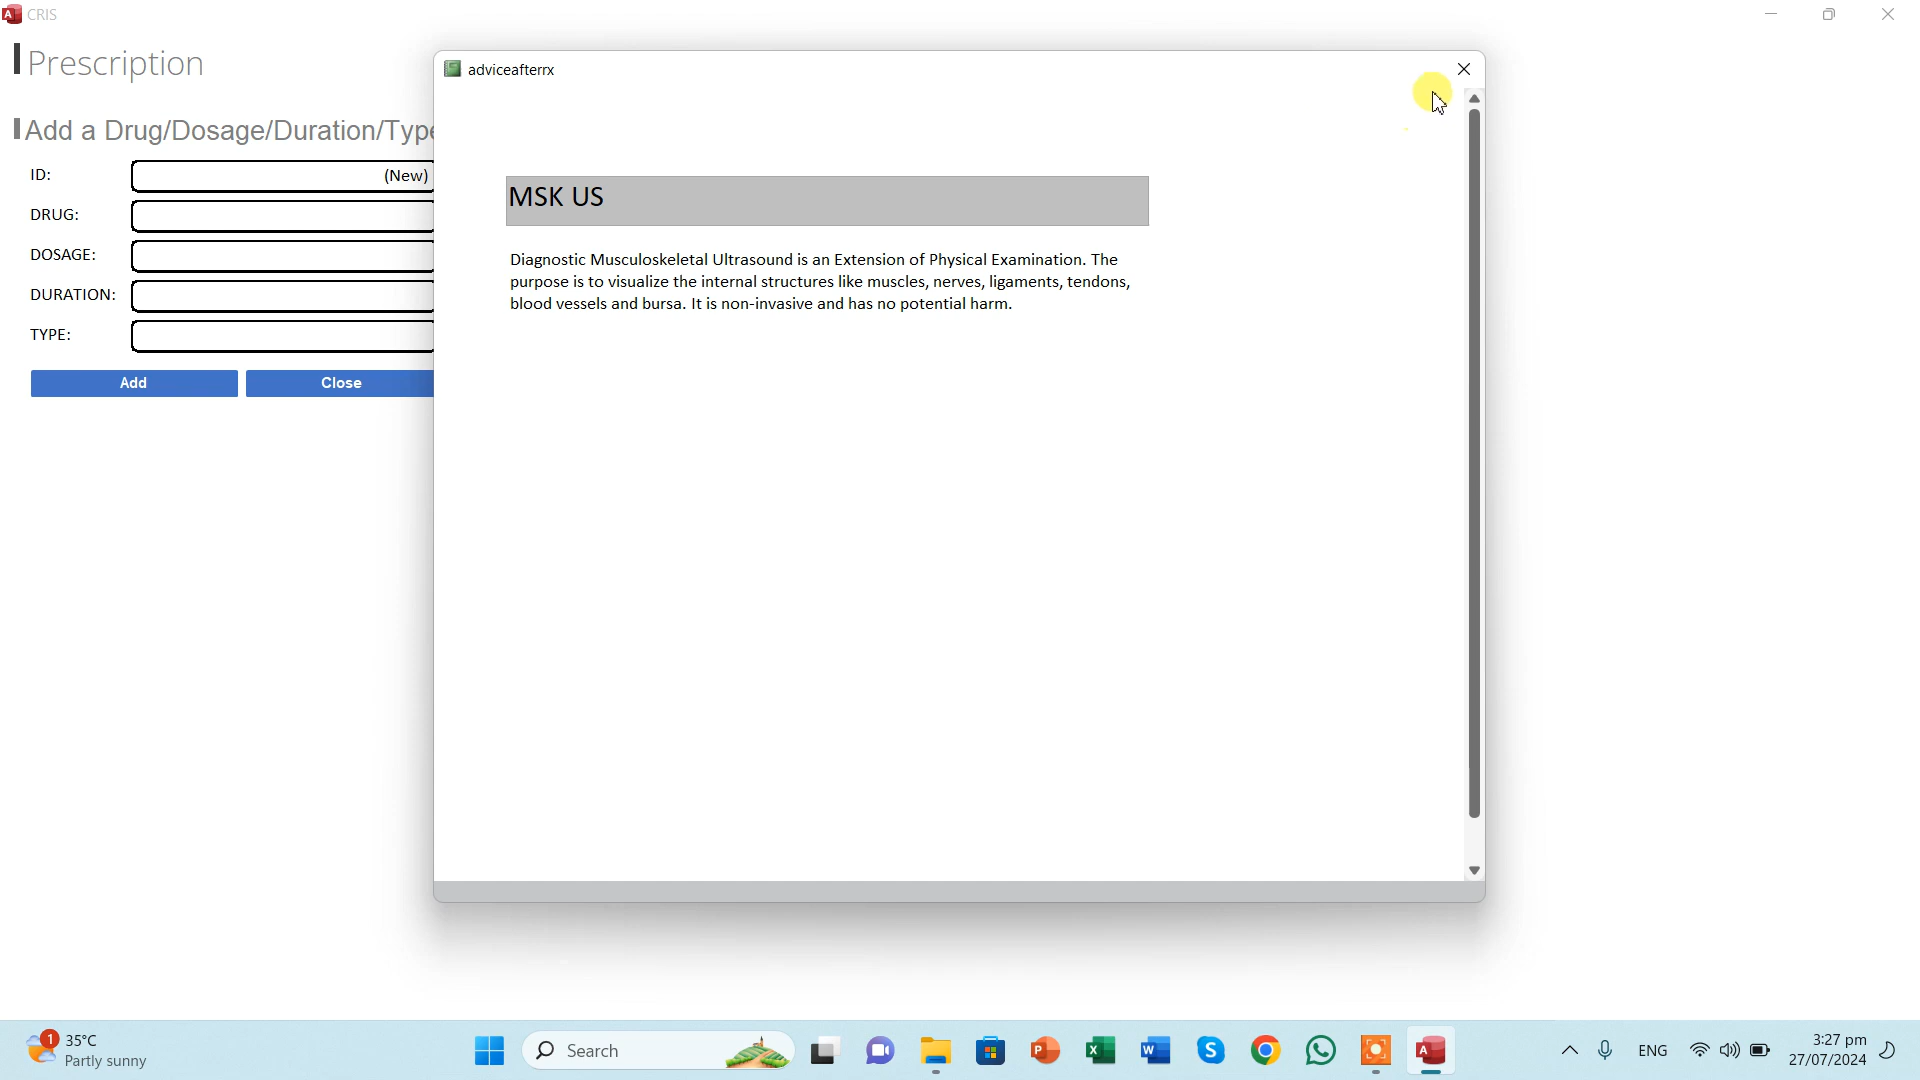 CRIS
Prescription
Add a Drug/Dosage/Duration/Type
ID:
(New)
DRUG:
DOSAGE:
DURATION:
TYPE:
Add
Close
adviceafterrx
MSK US
Diagnostic Musculoskeletal Ultrasound is an Extension of Physical Examination. The
purpose is to visualize the internal structures like muscles, nerves, ligaments, tendons,
blood vessels and bursa. It is non-invasive and has no potential harm.
1
35°C
Partly sunny
Search
ENG
3:27 pm
27/07/2024